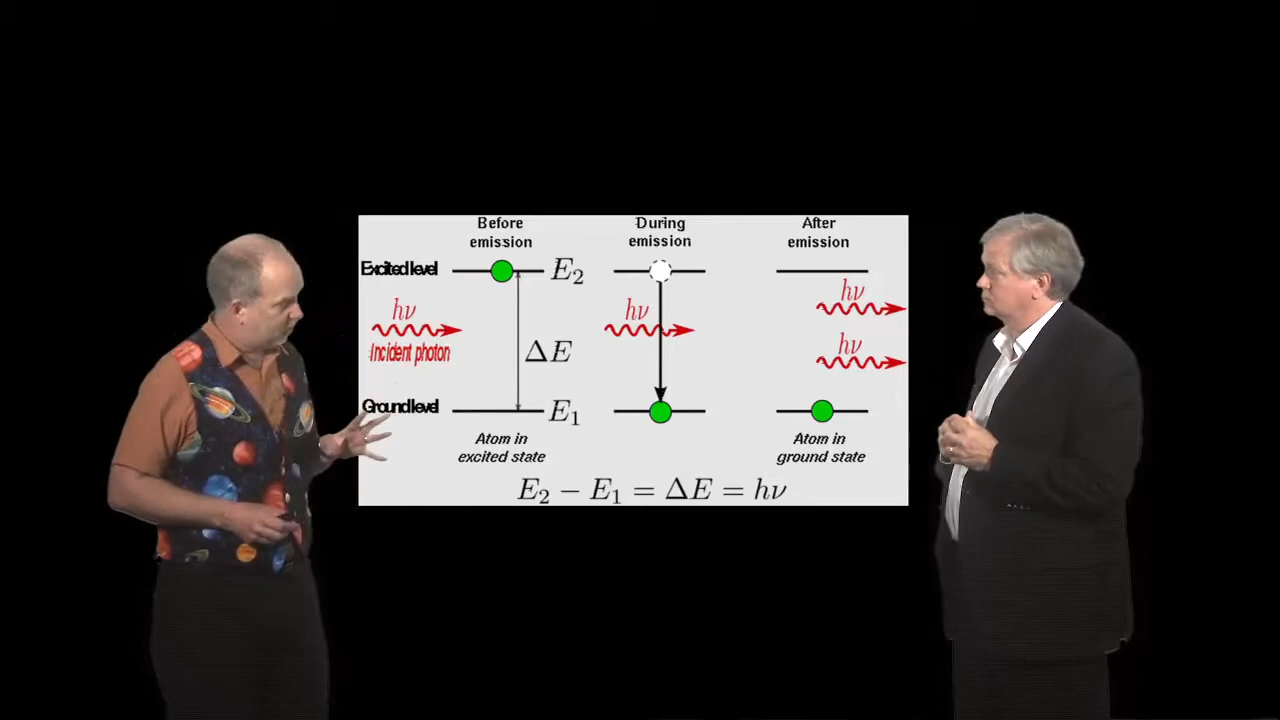 Before
emission
During
emission
After
emission
Excited level
E₂
hν
hν
hν
Incident photon
ΔE
hν
Ground level
E₁
Atom in
excited state
Atom in
ground state
E₂ − E₁ = ΔE = hν